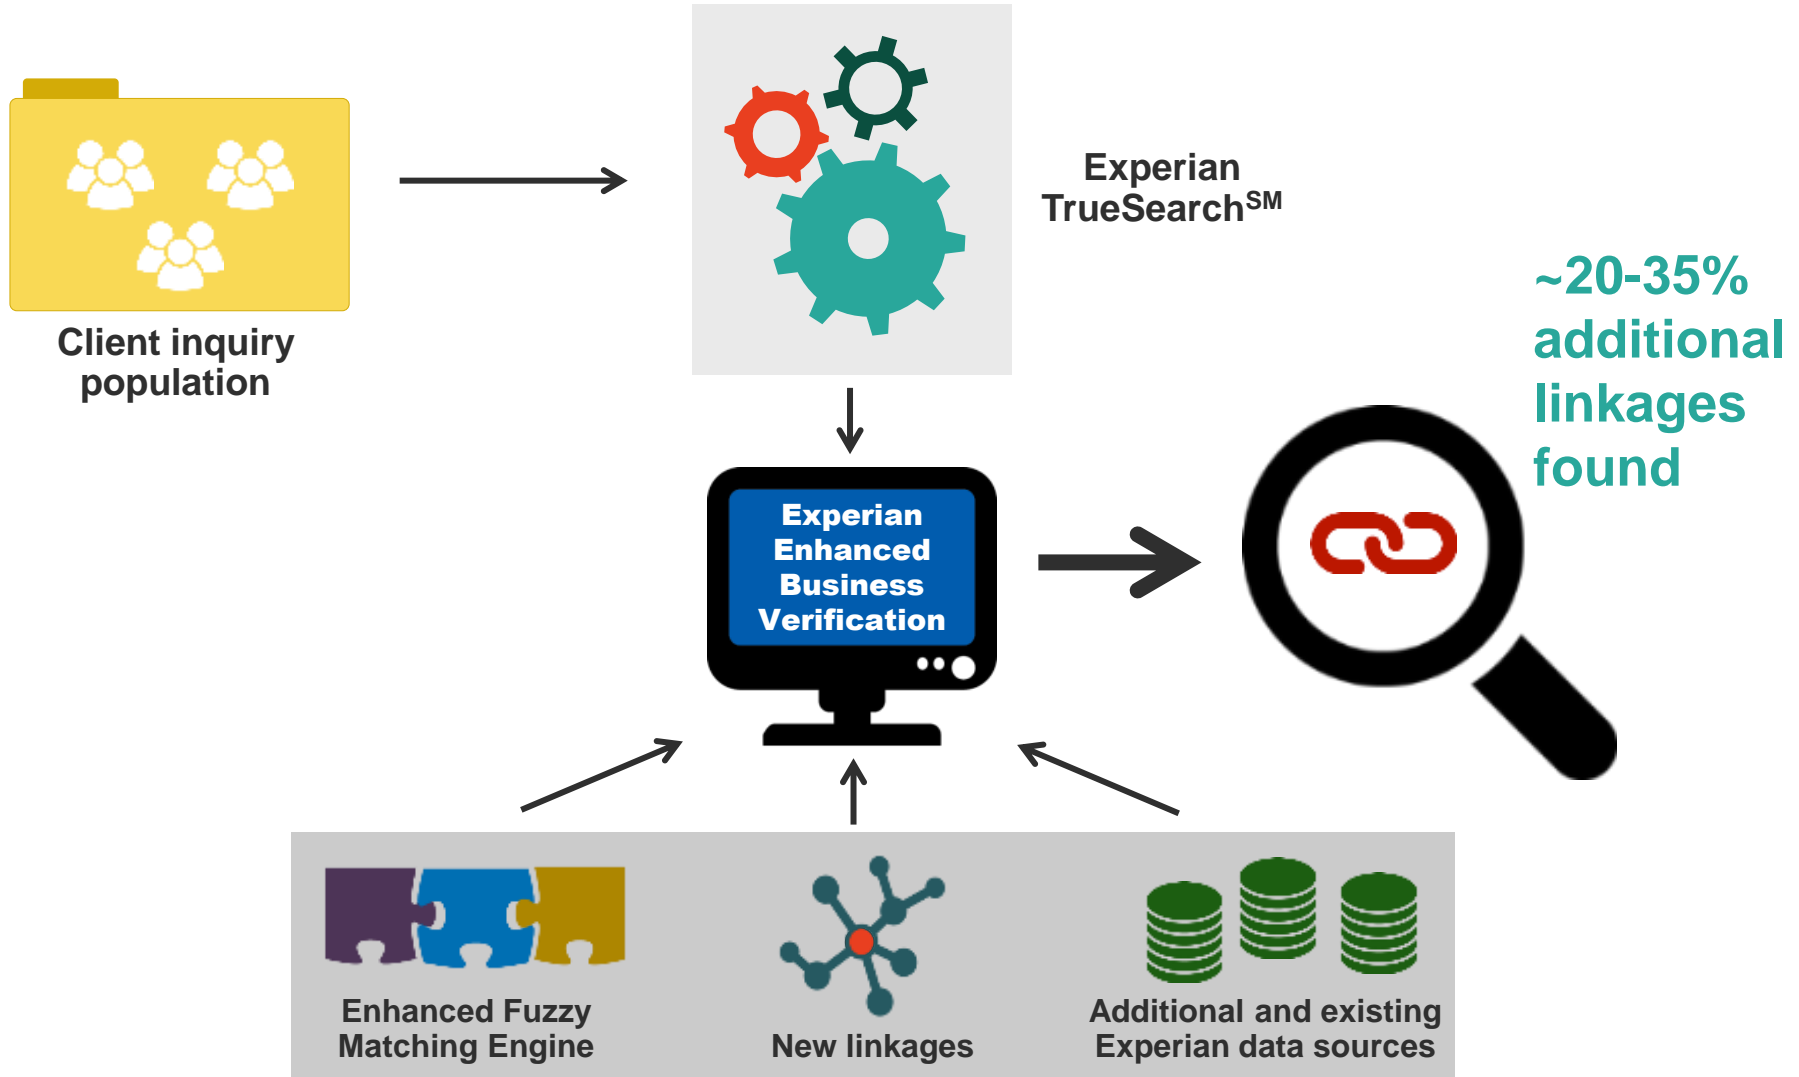 Client inquiry
population
Experian
TrueSearch℠
~20-35%
additional
linkages
found
Experian
Enhanced
Business
Verification
Enhanced Fuzzy
Matching Engine
New linkages
Additional and existing
Experian data sources